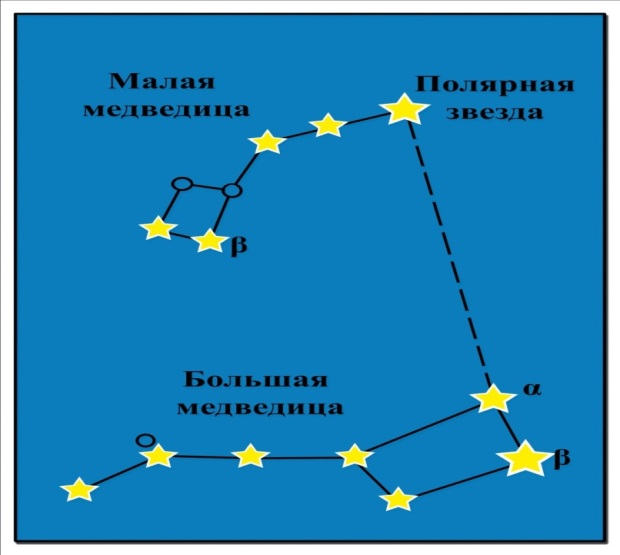 Малая
медведица
Полярная
звезда
β
α
Большая
медведица
β